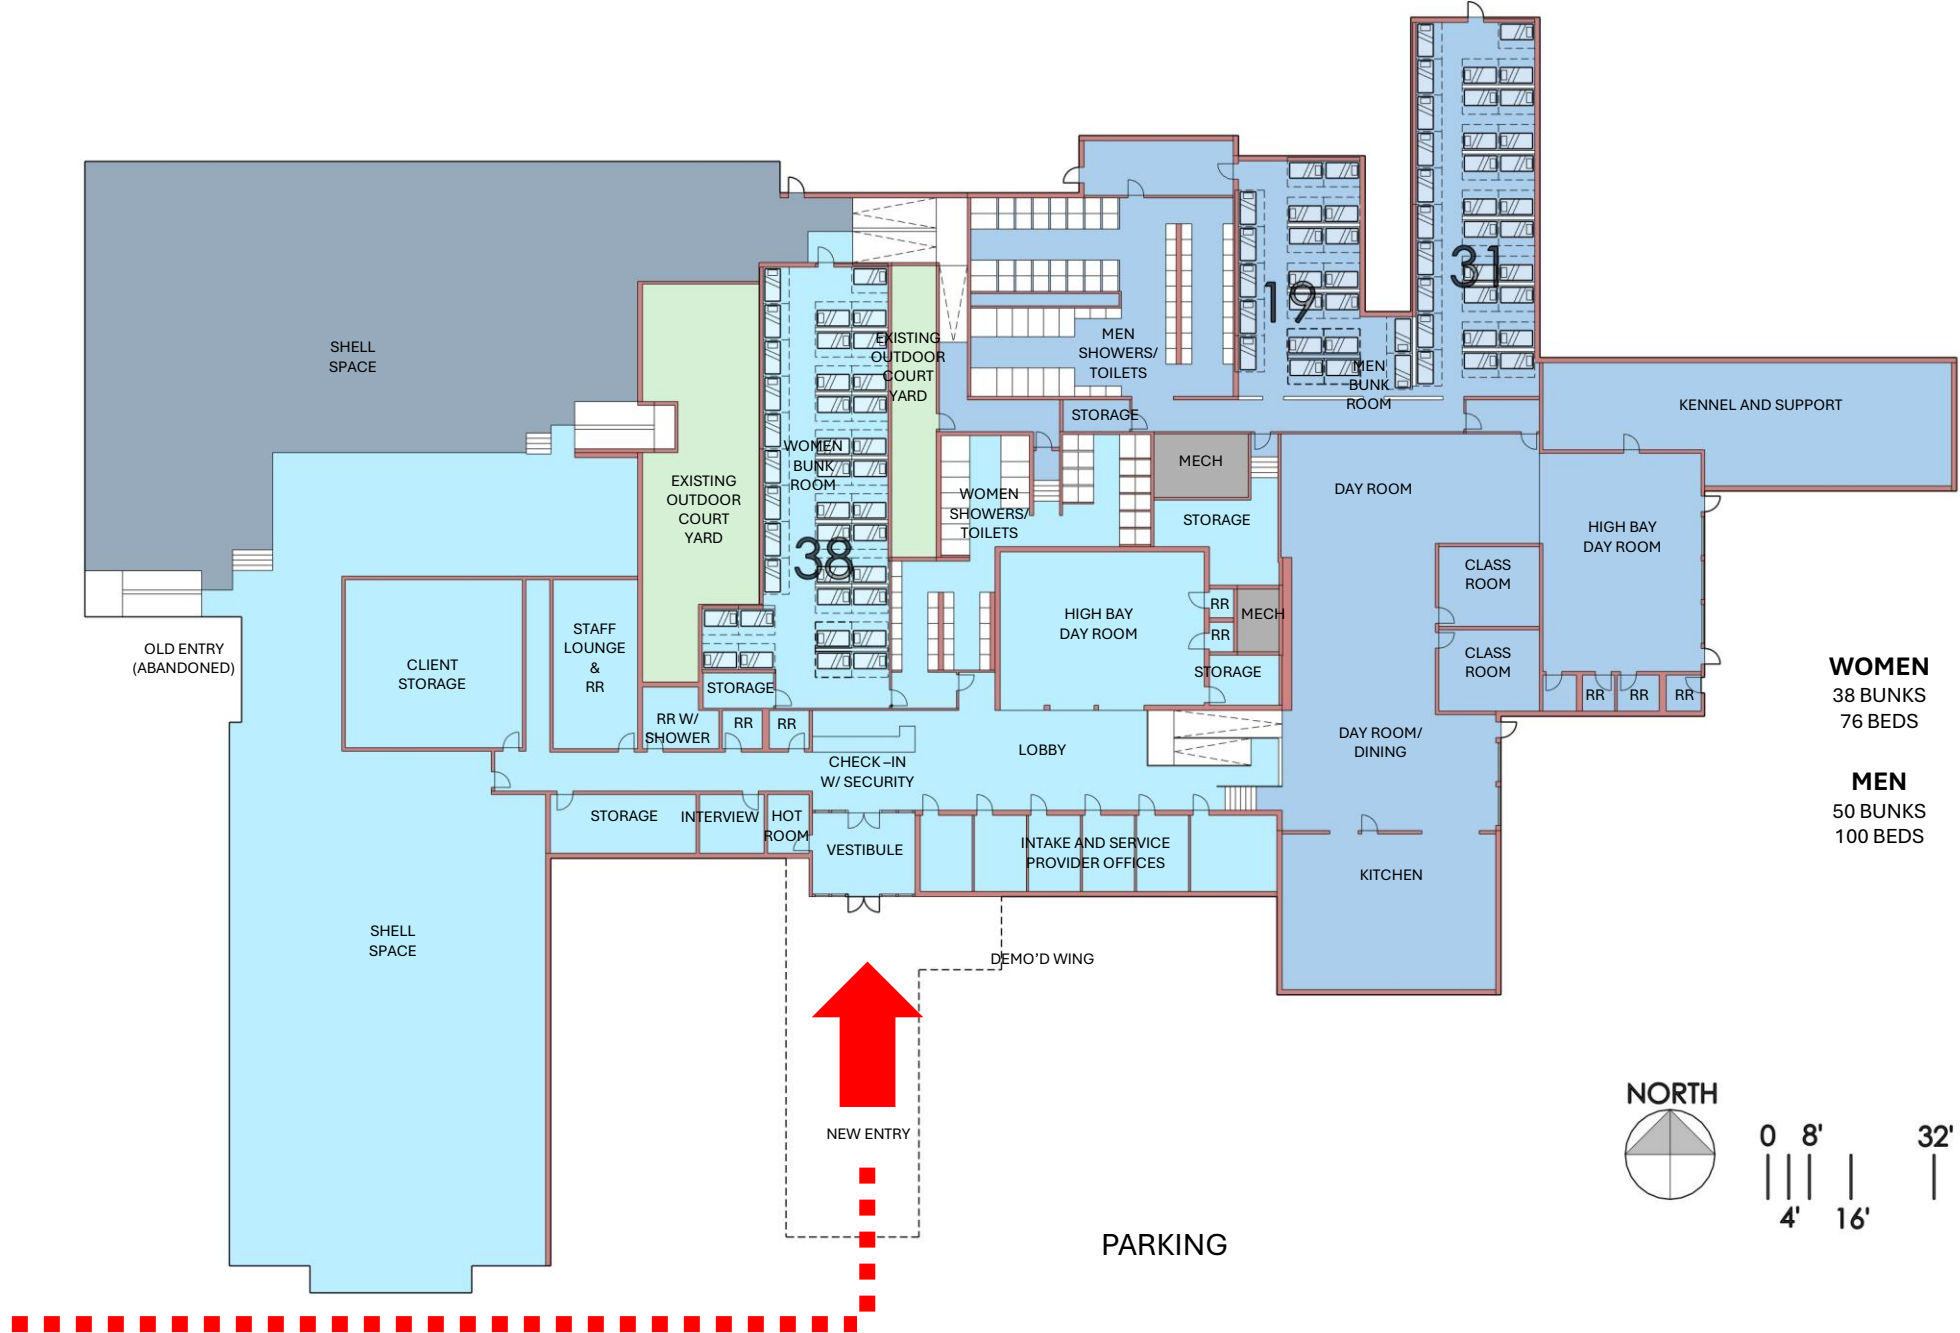 31
19
SHELL
SPACE
EXISTING
OUTDOOR
COURT
YARD
MEN
SHOWERS/
TOILETS
MEN
BUNK
ROOM
STORAGE
KENNEL AND SUPPORT
WOMEN
BUNK
ROOM
MECH
DAY ROOM
EXISTING
OUTDOOR
COURT
YARD
WOMEN
SHOWERS/
TOILETS
STORAGE
HIGH BAY
DAY ROOM
38
CLASS
ROOM
RR
MECH
HIGH BAY
DAY ROOM
RR
OLD ENTRY
(ABANDONED)
CLIENT
STORAGE
STAFF
LOUNGE
&
RR
CLASS
ROOM
STORAGE
STORAGE
RR
RR
RR
WOMEN
38 BUNKS
76 BEDS
RR W/
SHOWER
RR
RR
LOBBY
DAY ROOM/
DINING
CHECK –IN
W/ SECURITY
MEN
50 BUNKS
100 BEDS
STORAGE
INTERVIEW
HOT
ROOM
VESTIBULE
INTAKE AND SERVICE
PROVIDER OFFICES
KITCHEN
SHELL
SPACE
DEMO'D WING
NEW ENTRY
NORTH
0 8' 32'
4' 16'
PARKING